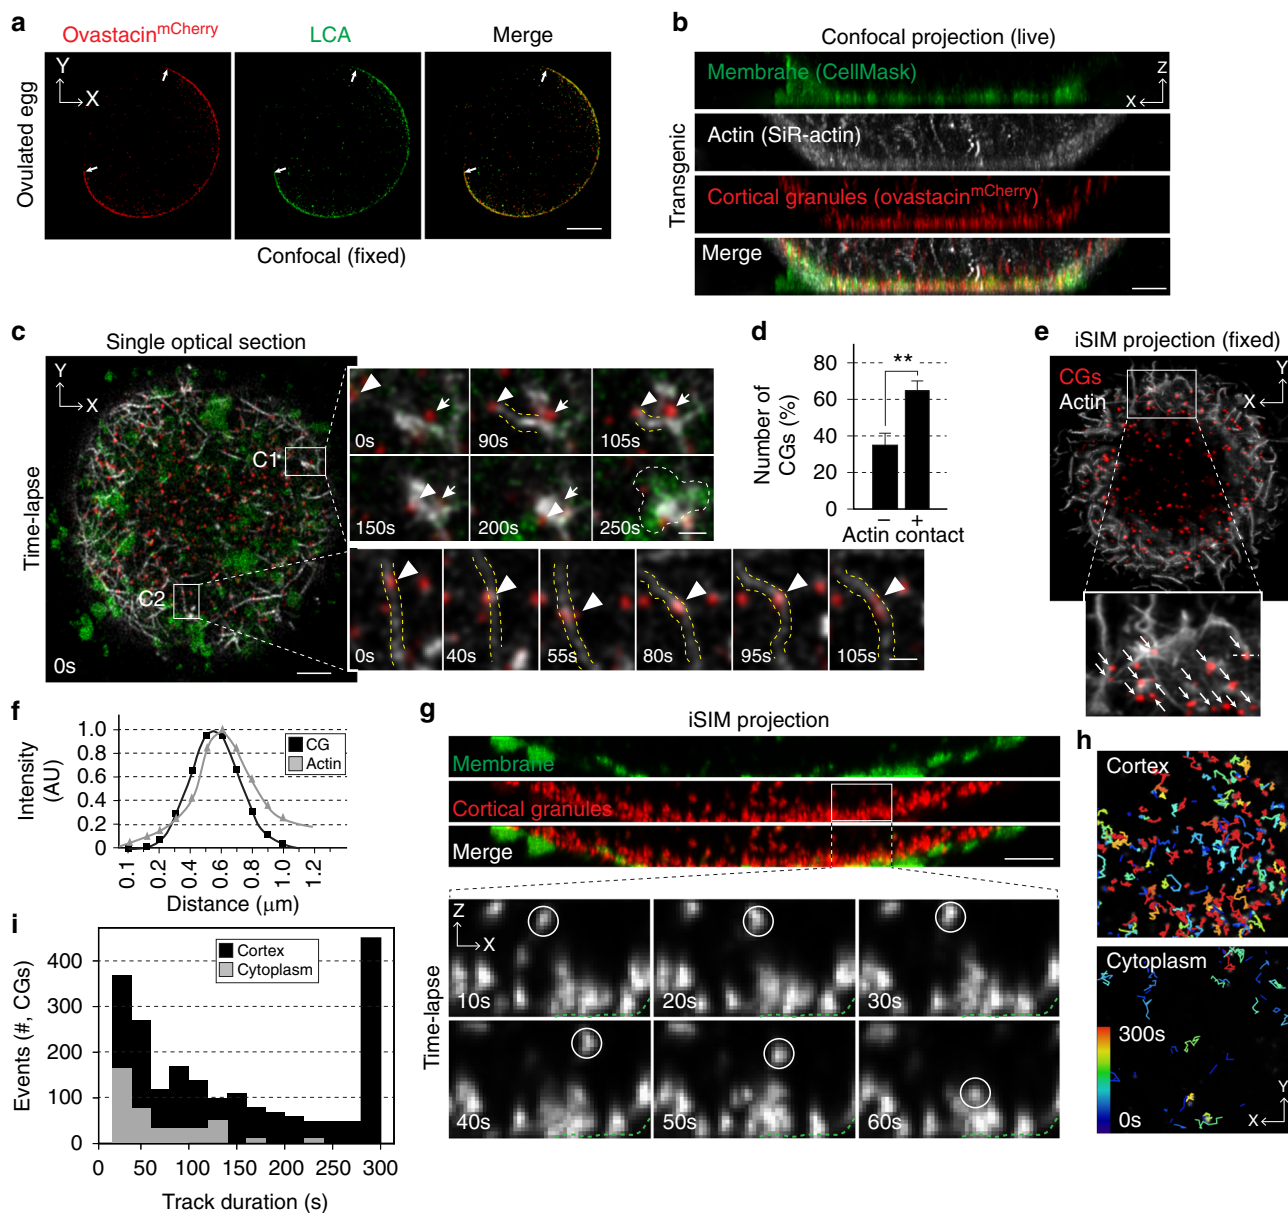 a
Ovastacin^mCherry LCA Merge
Y
X
Ovulated egg
Confocal (fixed)
b
Confocal projection (live)
Transgenic
Membrane (CellMask)
Z
X
Actin (SiR-actin)
Cortical granules (ovastacin^mCherry)
Merge
c
Single optical section
Time-lapse
Y
X
C1
C2
0s
0s 90s 105s
150s 200s 250s
0s 40s 55s 80s 95s 105s
d
Number of
CGs (%)
80
60
40
20
0
**
− +
Actin contact
e
iSIM projection (fixed)
CGs
Actin
Y
X
f
Intensity
(AU)
1.0
0.8
0.6
0.4
0.2
0
CG
Actin
0.1 0.2 0.4 0.6 0.8 1.0 1.2
Distance (μm)
g
iSIM projection
Membrane
Cortical granules
Merge
Time-lapse
Z
X
10s 20s 30s
40s 50s 60s
h
Cortex
Cytoplasm
300s
0s
Y
X
i
Events (#, CGs)
400
300
200
100
0
Cortex
Cytoplasm
0 50 100 150 200 250 300
Track duration (s)